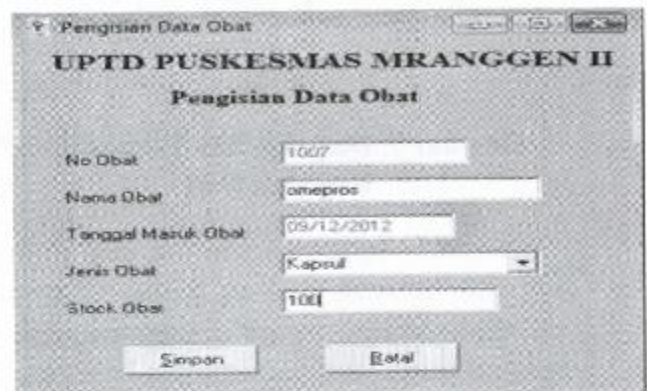 Pengisian Data Obat
UPTD PUSKESMAS MRANGGEN II
Pengisian Data Obat
No Obat 1007
Nama Obat omepros
Tanggal Masuk Obat 09/12/2012
Jenis Obat Kapsul
Stock Obat 100
Simpan Batal